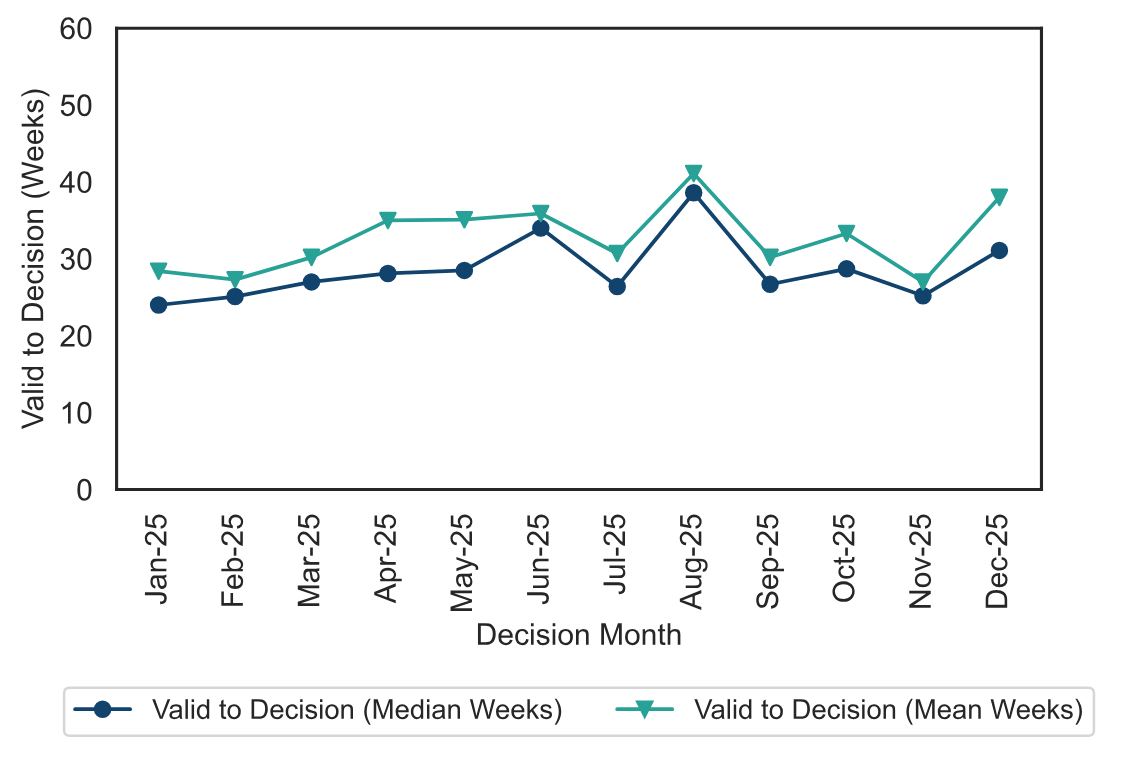 60
50
40
30
20
10
0
Valid to Decision (Weeks)
Jan-25
Feb-25
Mar-25
Apr-25
May-25
Jun-25
Jul-25
Aug-25
Sep-25
Oct-25
Nov-25
Dec-25
Decision Month
Valid to Decision (Median Weeks)
Valid to Decision (Mean Weeks)